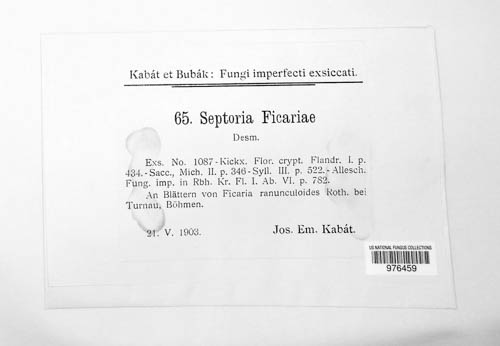 Kabát et Bubák: Fungi imperfecti exsiccati.
65. Septoria Ficariae
Desm.
Exs. No. 1087-Kickx. Flor. crypt. Flandr. I. p.
434.-Sacc., Mich. II. p. 346-Syll. III. p. 522.-Allesch.
Fung. imp. in Rbh. Kr. Fl. I. Ab. VI. p. 782.
An Blättern von Ficaria ranunculoides Roth. bei
Turnau, Böhmen.
21. V. 1903. Jos. Em. Kabát.
US NATIONAL FUNGUS COLLECTIONS
976459